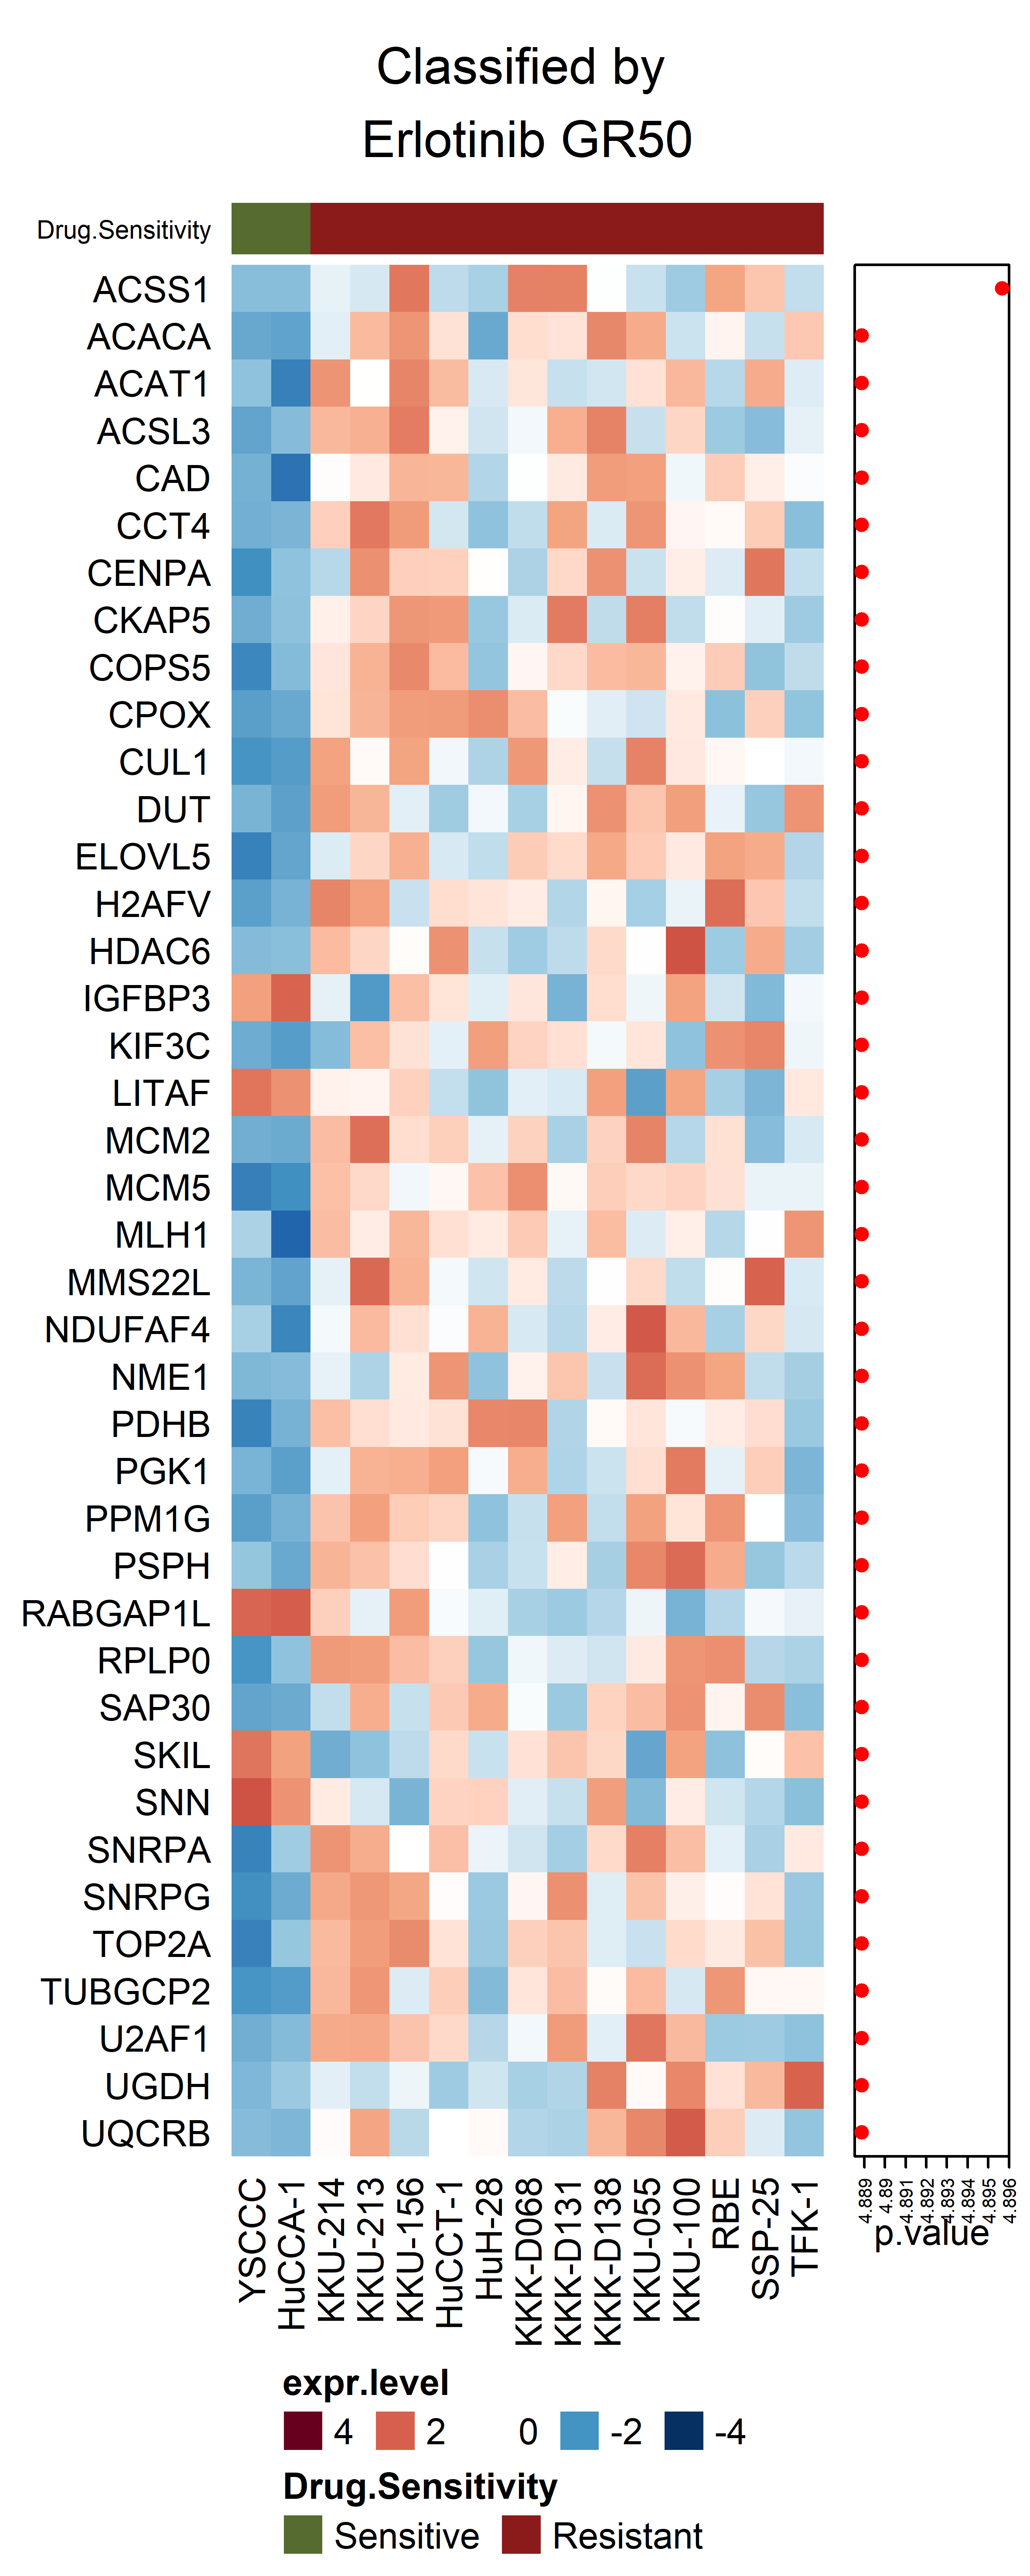 Classified by
Erlotinib GR50
Drug.Sensitivity
ACSS1
ACACA
ACAT1
ACSL3
CAD
CCT4
CENPA
CKAP5
COPS5
CPOX
CUL1
DUT
ELOVL5
H2AFV
HDAC6
IGFBP3
KIF3C
LITAF
MCM2
MCM5
MLH1
MMS22L
NDUFAF4
NME1
PDHB
PGK1
PPM1G
PSPH
RABGAP1L
RPLP0
SAP30
SKIL
SNN
SNRPA
SNRPG
TOP2A
TUBGCP2
U2AF1
UGDH
UQCRB
YSCCC
HuCCA-1
KKU-214
KKU-213
KKU-156
HuCCT-1
HuH-28
KKK-D068
KKK-D131
KKK-D138
KKU-055
KKU-100
RBE
SSP-25
TFK-1
4.889
4.89
4.891
4.892
4.893
4.894
4.895
4.896
p.value
expr.level
4 2 0 -2 -4
Drug.Sensitivity
Sensitive Resistant